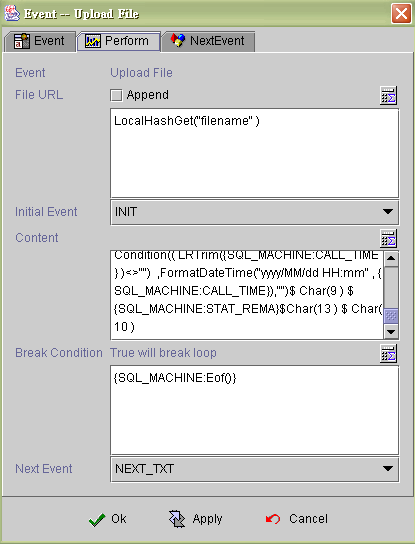 Event -- Upload File
Event Perform NextEvent
Event Upload File
File URL Append
LocalHashGet("filename" )
Initial Event INIT
Content
Condition(( LRTrim({SQL_MACHINE:CALL_TIME
} )<>"")  ,FormatDateTime("yyyy/MM/dd HH:mm" , {
SQL_MACHINE:CALL_TIME}),"")$ Char(9 ) $
{SQL_MACHINE:STAT_REMA}$Char(13 ) $ Char(
10 )
Break Condition True will break loop
{SQL_MACHINE:Eof()}
Next Event NEXT_TXT
Ok Apply Cancel